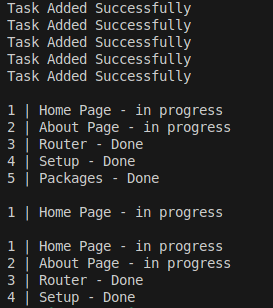 Task Added Successfully
Task Added Successfully
Task Added Successfully
Task Added Successfully
Task Added Successfully
1 | Home Page - in progress
2 | About Page - in progress
3 | Router - Done
4 | Setup - Done
5 | Packages - Done
1 | Home Page - in progress
1 | Home Page - in progress
2 | About Page - in progress
3 | Router - Done
4 | Setup - Done